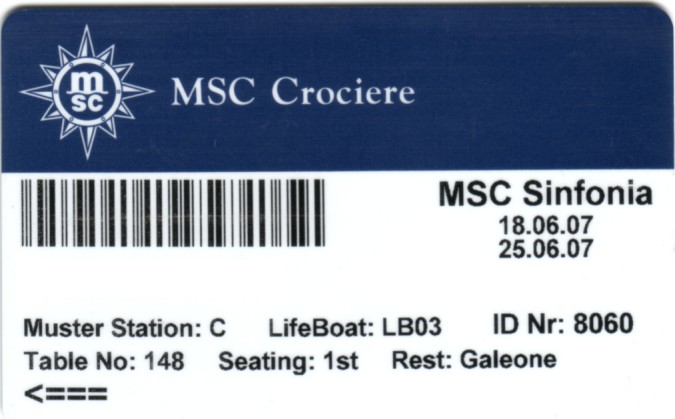 m
sc
MSC Crociere
MSC Sinfonia
18.06.07
25.06.07
Muster Station: C LifeBoat: LB03 ID Nr: 8060
Table No: 148 Seating: 1st Rest: Galeone
<===